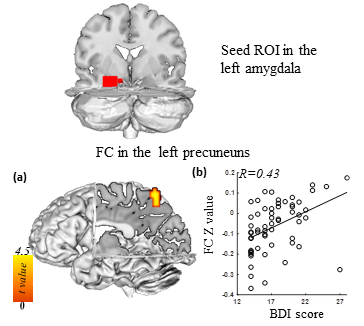 Seed ROI in the
left amygdala
FC in the left precuneuns
(a)
4.5
t value
0
(b)
R=0.43
FC Z value
0.2
0.1
0
-0.1
-0.2
-0.3
-0.4
12
17
22
27
BDI score